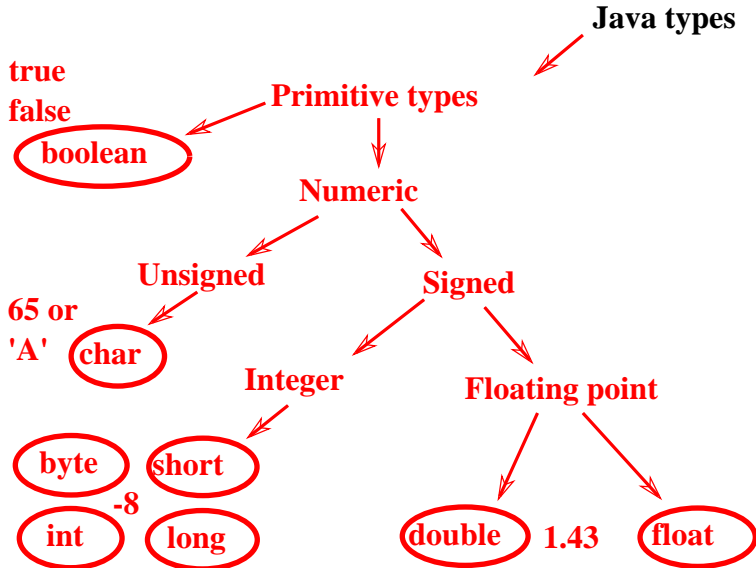 Java types
true
false
Primitive types
boolean
Numeric
Unsigned
Signed
65 or
'A'
char
Integer
Floating point
byte
short
-8
int
long
double
1.43
float